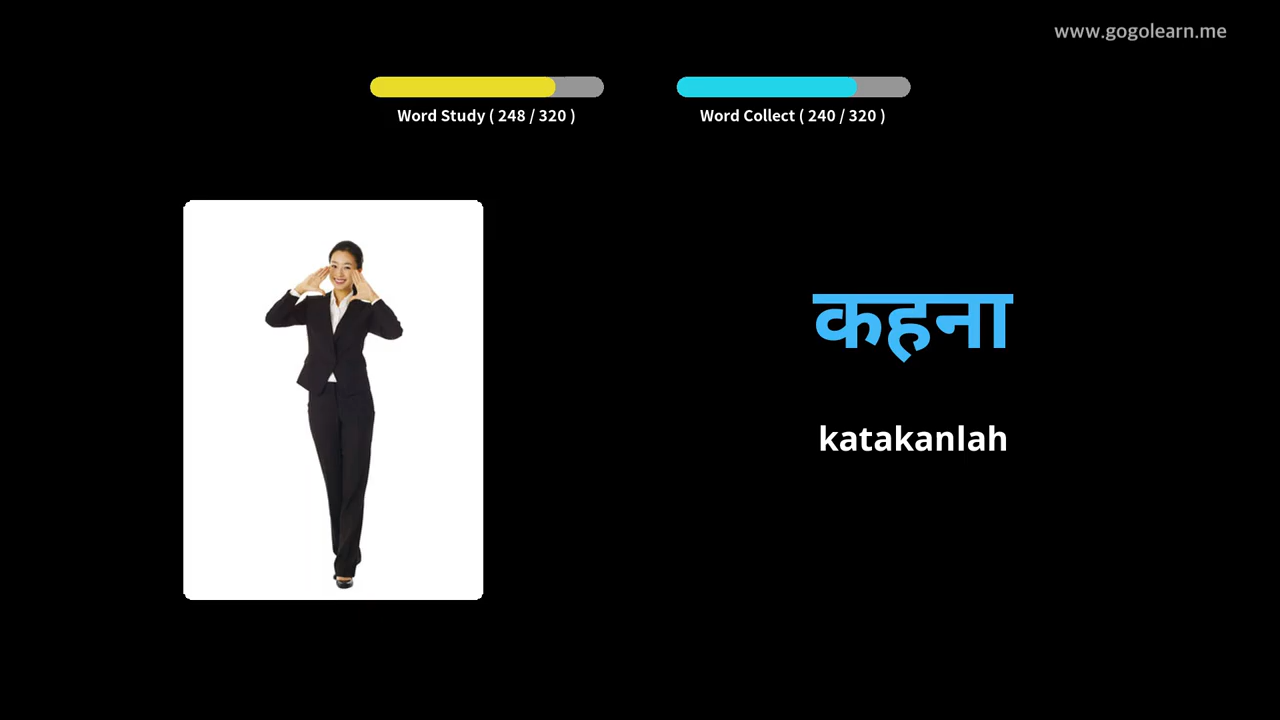 www.gogolearn.me
Word Study ( 248 / 320 )
Word Collect ( 240 / 320 )
कहना
katakanlah